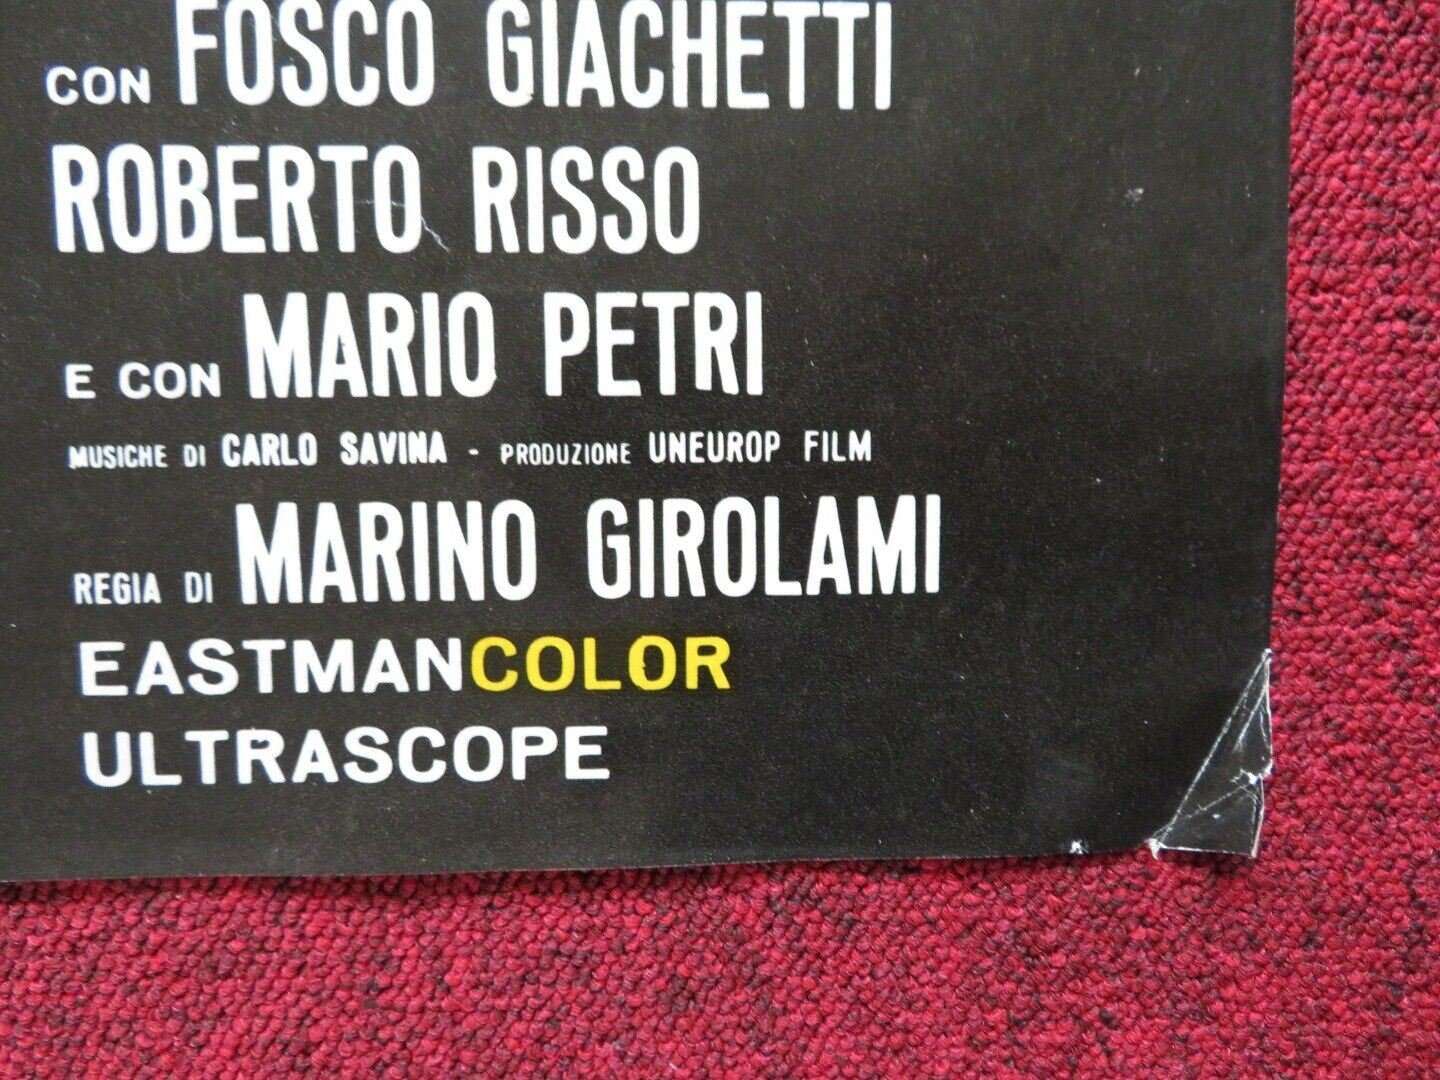 CON FOSCO GIACHETTI
ROBERTO RISSO
E CON MARIO PETRI
MUSICHE DI CARLO SAVINA - PRODUZIONE UNEUROP FILM
REGIA DI MARINO GIROLAMI
EASTMANCOLOR
ULTRASCOPE